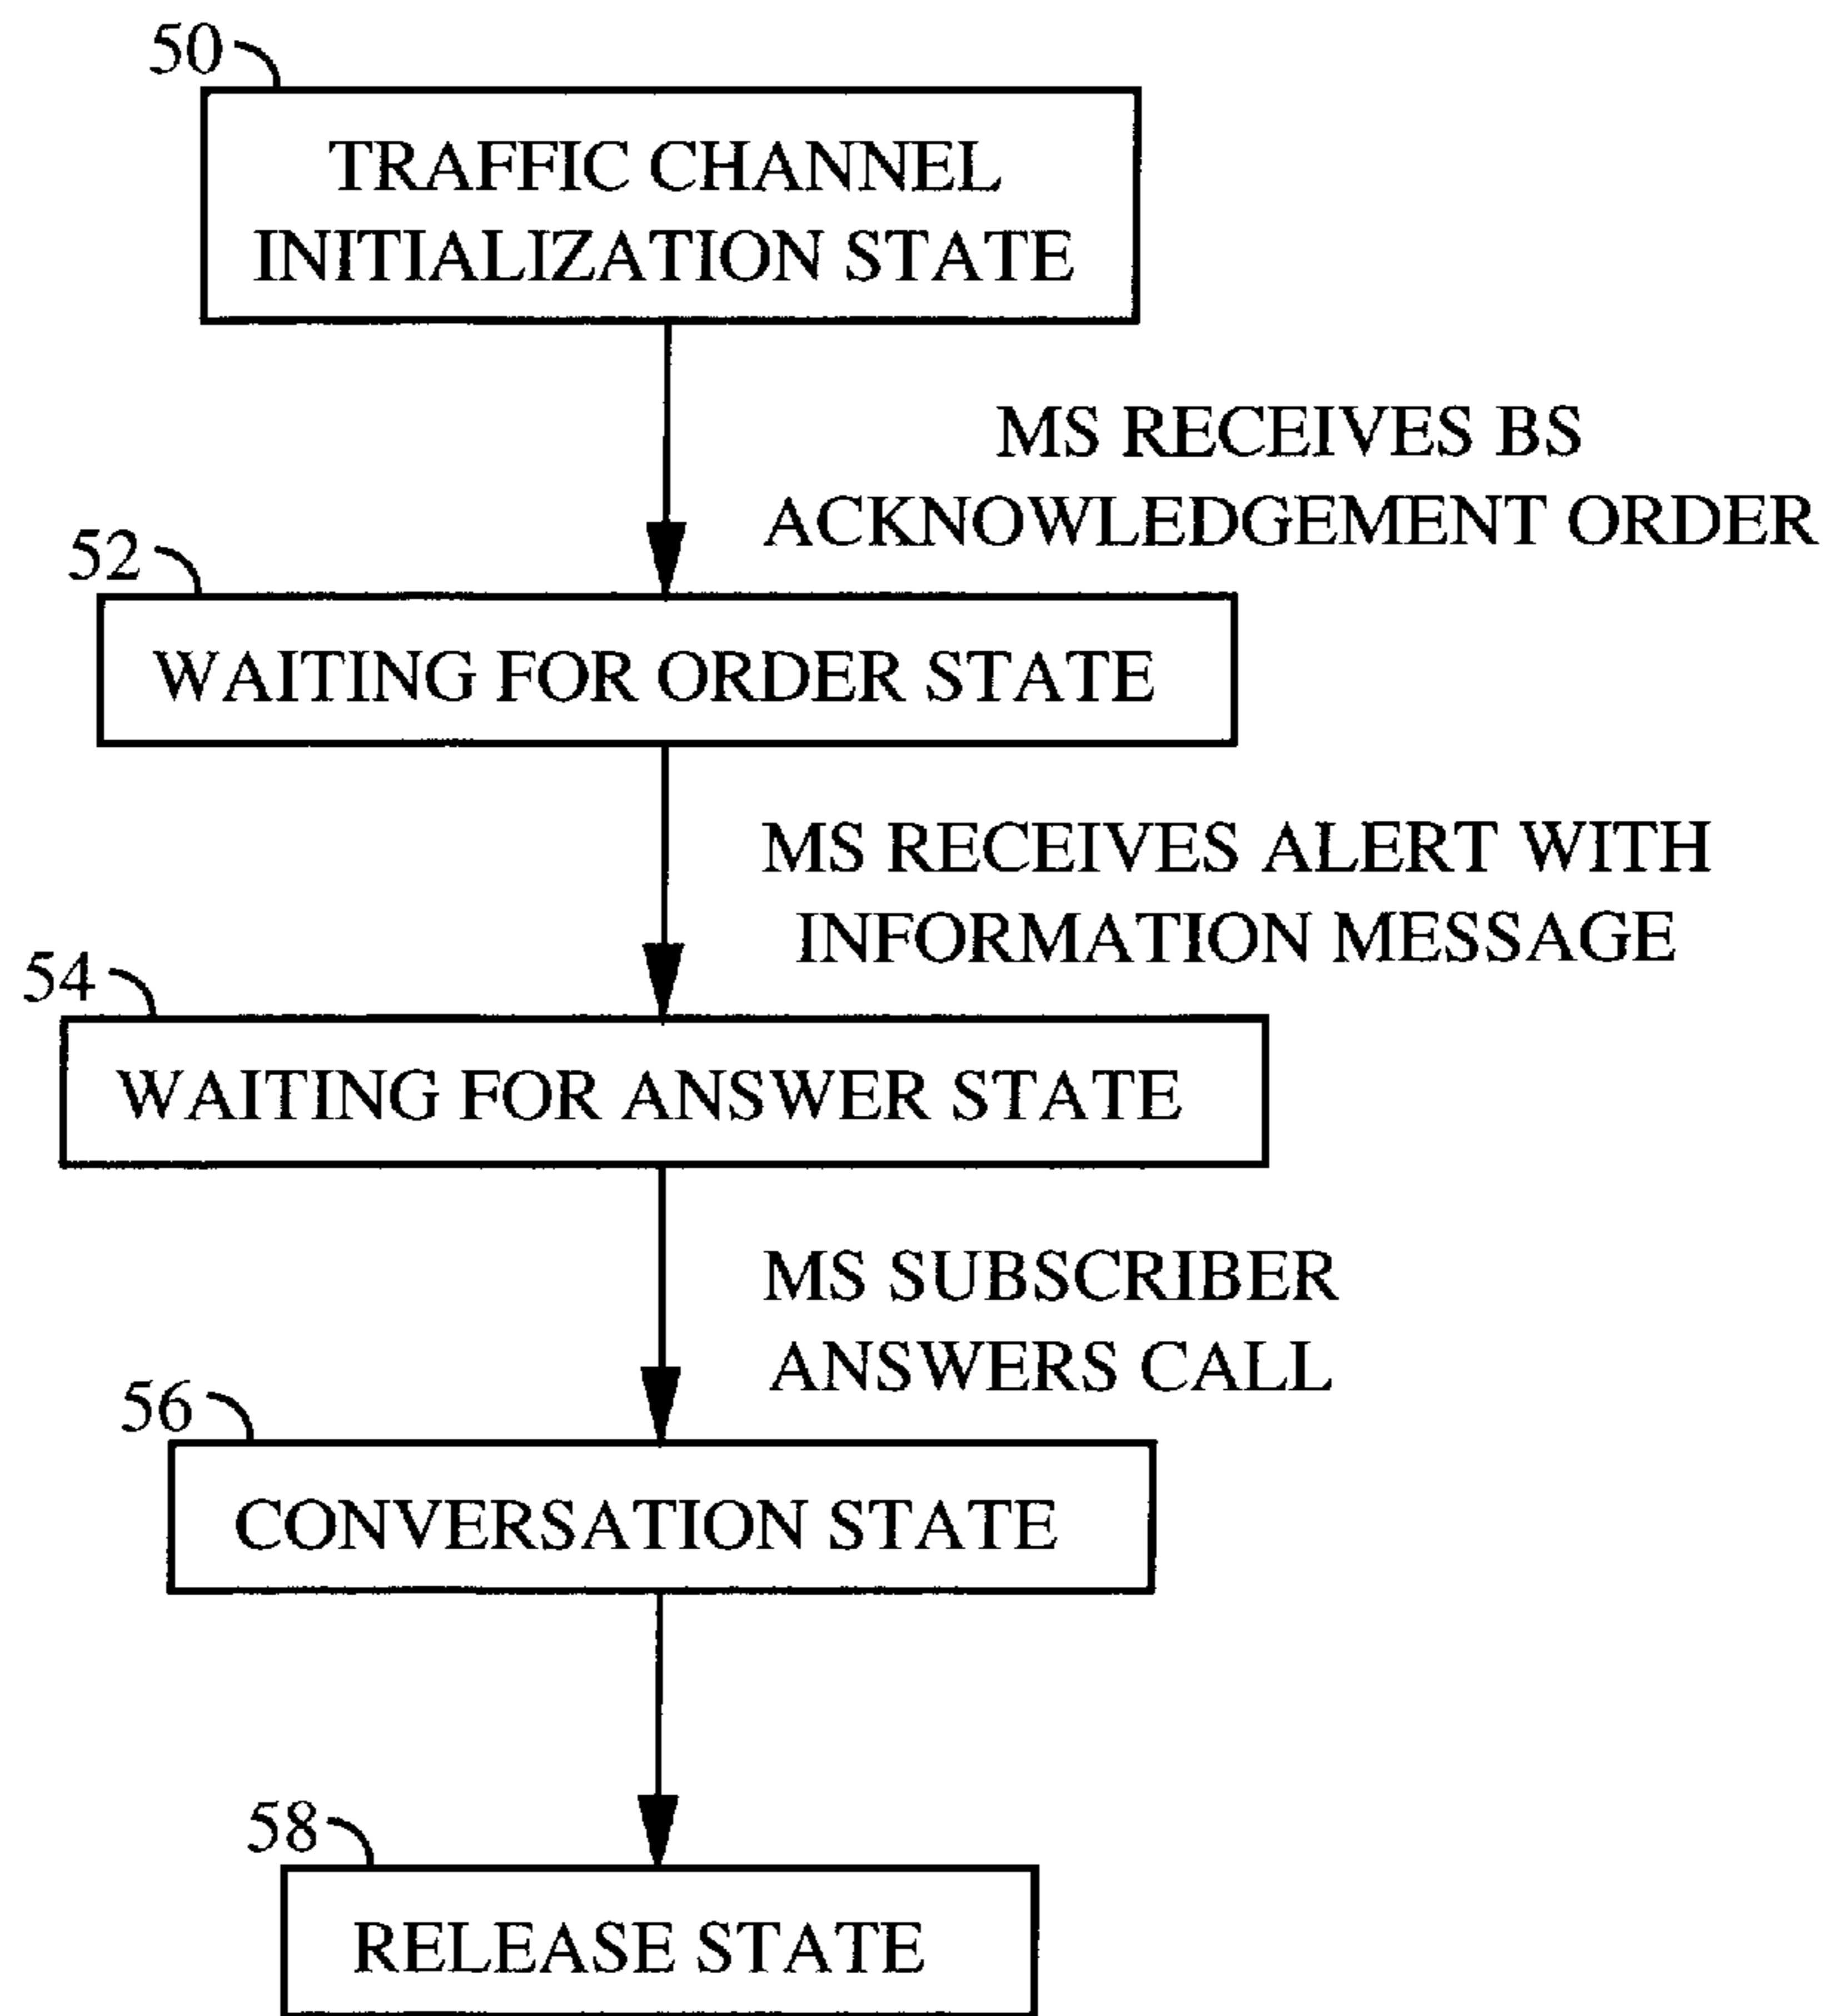 50
TRAFFIC CHANNEL
INITIALIZATION STATE
MS RECEIVES BS
ACKNOWLEDGEMENT ORDER
52
WAITING FOR ORDER STATE
MS RECEIVES ALERT WITH
INFORMATION MESSAGE
54
WAITING FOR ANSWER STATE
MS SUBSCRIBER
ANSWERS CALL
56
CONVERSATION STATE
58
RELEASE STATE